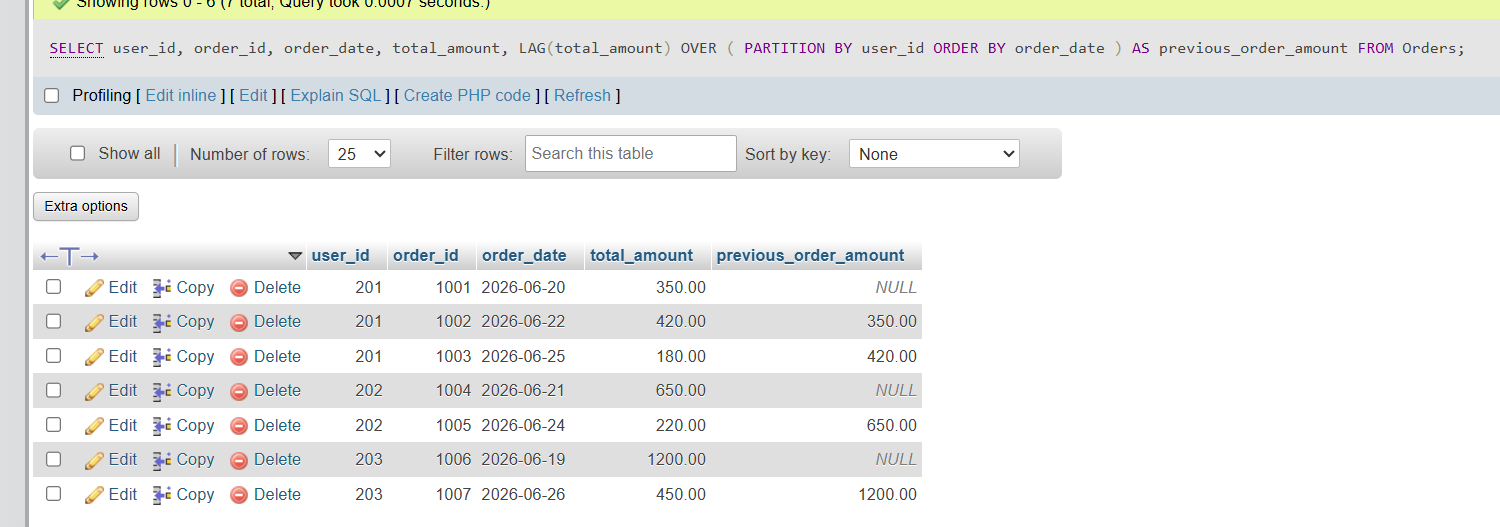 Showing rows 0 - 6 (7 total, Query took 0.0007 seconds.)
SELECT user_id, order_id, order_date, total_amount, LAG(total_amount) OVER ( PARTITION BY user_id ORDER BY order_date ) AS previous_order_amount FROM Orders;
Profiling [ Edit inline ] [ Edit ] [ Explain SQL ] [ Create PHP code ] [ Refresh ]
Show all Number of rows: 25 Filter rows: Search this table Sort by key: None
Extra options
user_id order_id order_date total_amount previous_order_amount
Edit Copy Delete 201 1001 2026-06-20 350.00 NULL
Edit Copy Delete 201 1002 2026-06-22 420.00 350.00
Edit Copy Delete 201 1003 2026-06-25 180.00 420.00
Edit Copy Delete 202 1004 2026-06-21 650.00 NULL
Edit Copy Delete 202 1005 2026-06-24 220.00 650.00
Edit Copy Delete 203 1006 2026-06-19 1200.00 NULL
Edit Copy Delete 203 1007 2026-06-26 450.00 1200.00